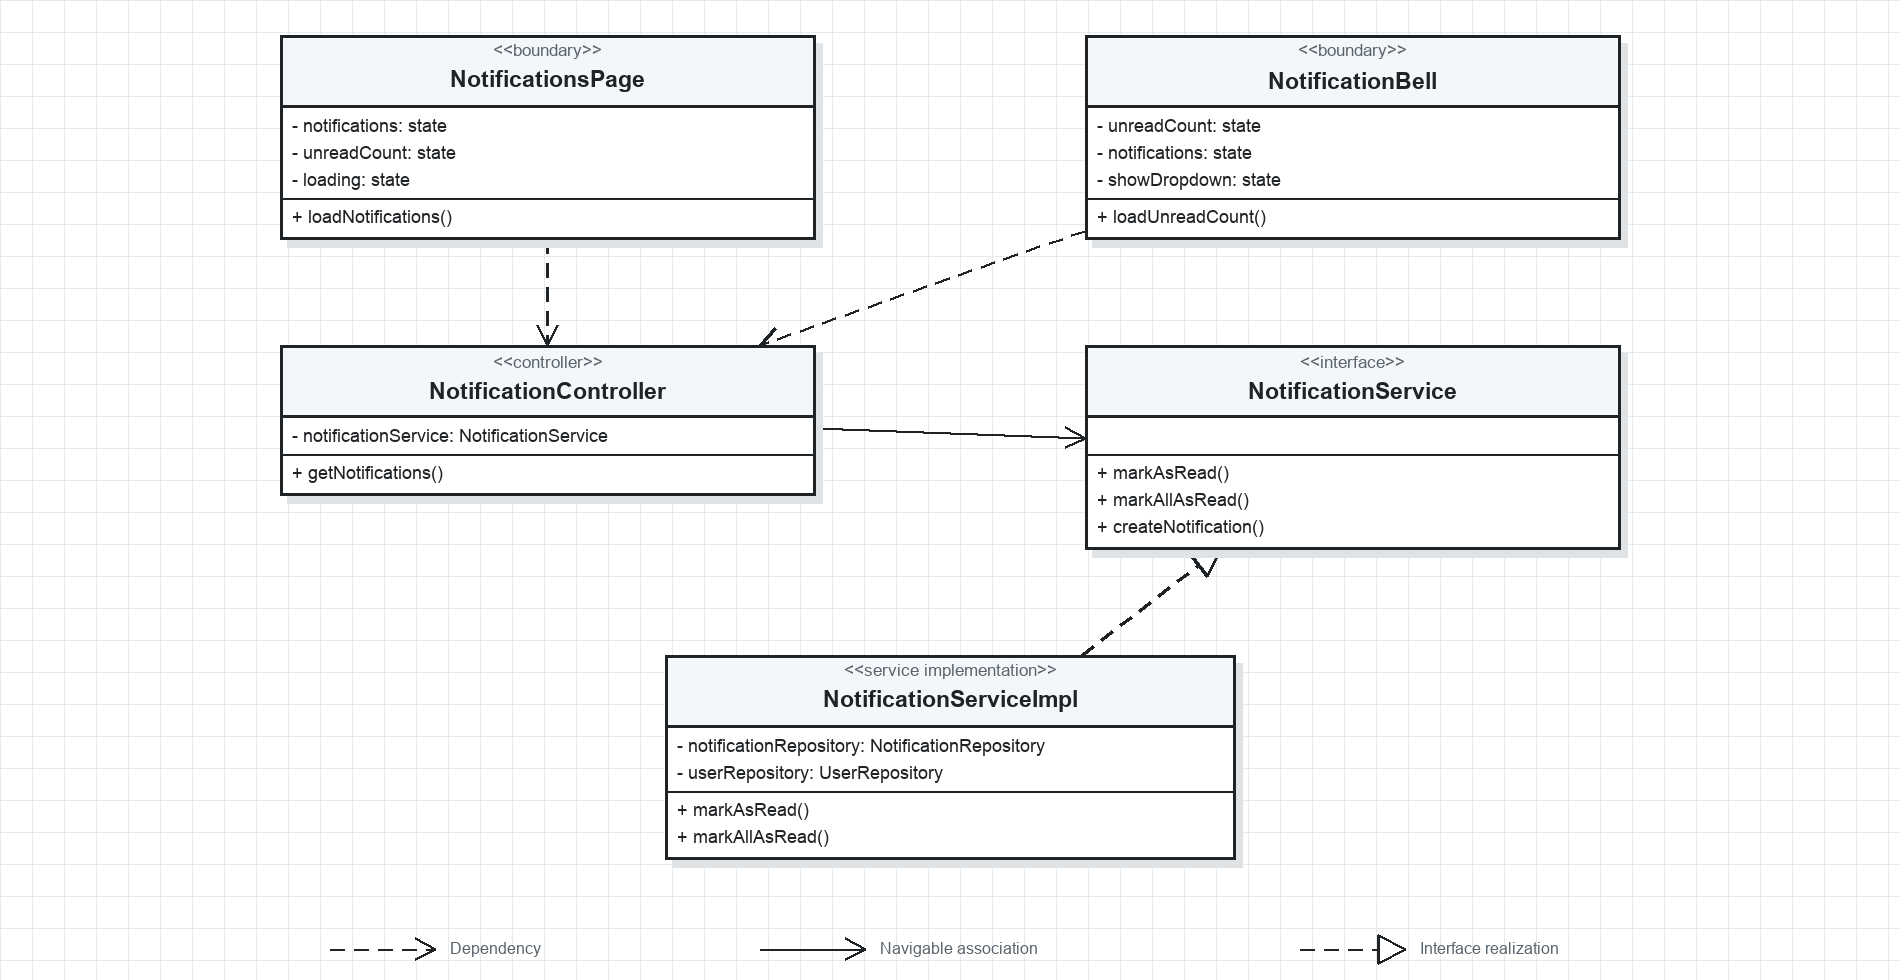 <<boundary>>
NotificationsPage
- notifications: state
- unreadCount: state
- loading: state
+ loadNotifications()
<<boundary>>
NotificationBell
- unreadCount: state
- notifications: state
- showDropdown: state
+ loadUnreadCount()
<<controller>>
NotificationController
- notificationService: NotificationService
+ getNotifications()
<<interface>>
NotificationService
+ markAsRead()
+ markAllAsRead()
+ createNotification()
<<service implementation>>
NotificationServiceImpl
- notificationRepository: NotificationRepository
- userRepository: UserRepository
+ markAsRead()
+ markAllAsRead()
Dependency
Navigable association
Interface realization